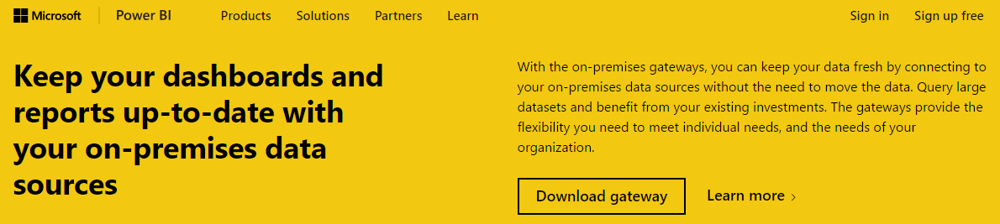 Microsoft Power BI Products Solutions Partners Learn Sign in Sign up free
Keep your dashboards and
reports up-to-date with
your on-premises data
sources
With the on-premises gateways, you can keep your data fresh by connecting to
your on-premises data sources without the need to move the data. Query large
datasets and benefit from your existing investments. The gateways provide the
flexibility you need to meet individual needs, and the needs of your
organization.
Download gateway Learn more >